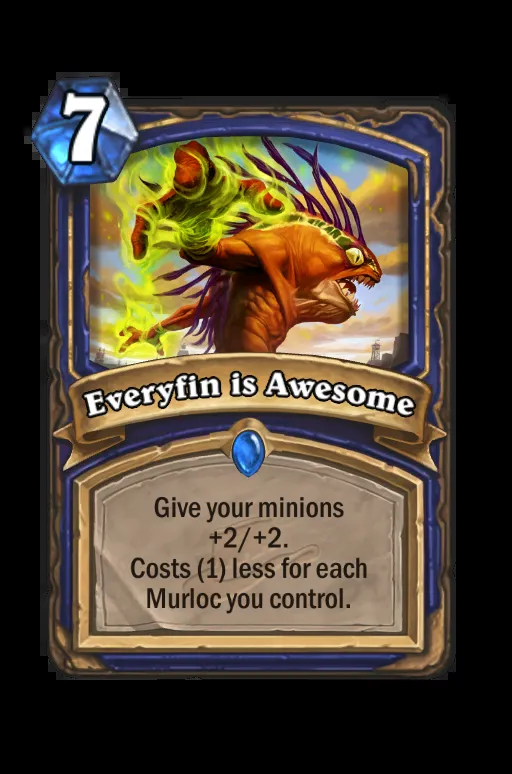 7
Everyfin is Awesome
Give your minions
+2/+2.
Costs (1) less for each
Murloc you control.